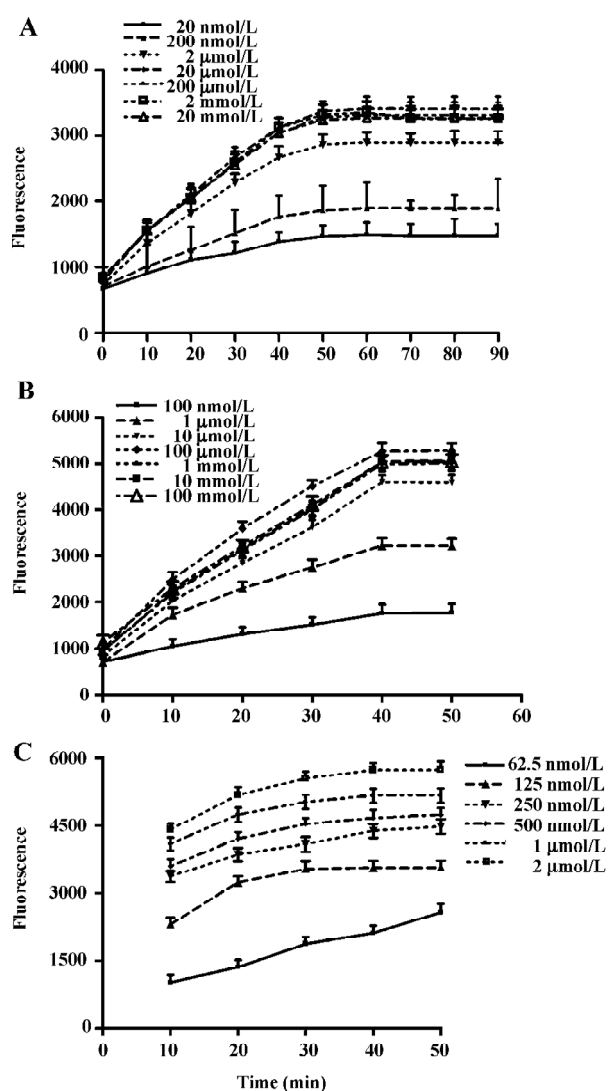 A
20 nmol/L
200 nmol/L
2 µmol/L
20 µmol/L
200 µmol/L
2 mmol/L
20 mmol/L
4000
3000
2000
1000
0
Fluorescence
0 10 20 30 40 50 60 70 80 90
B
100 nmol/L
1 µmol/L
10 µmol/L
100 µmol/L
1 mmol/L
10 mmol/L
100 mmol/L
6000
5000
4000
3000
2000
1000
0
Fluorescence
0 10 20 30 40 50 60
C
62.5 nmol/L
125 nmol/L
250 nmol/L
500 nmol/L
1 µmol/L
2 µmol/L
6000
4500
3000
1500
0
Fluorescence
0 10 20 30 40 50
Time (min)